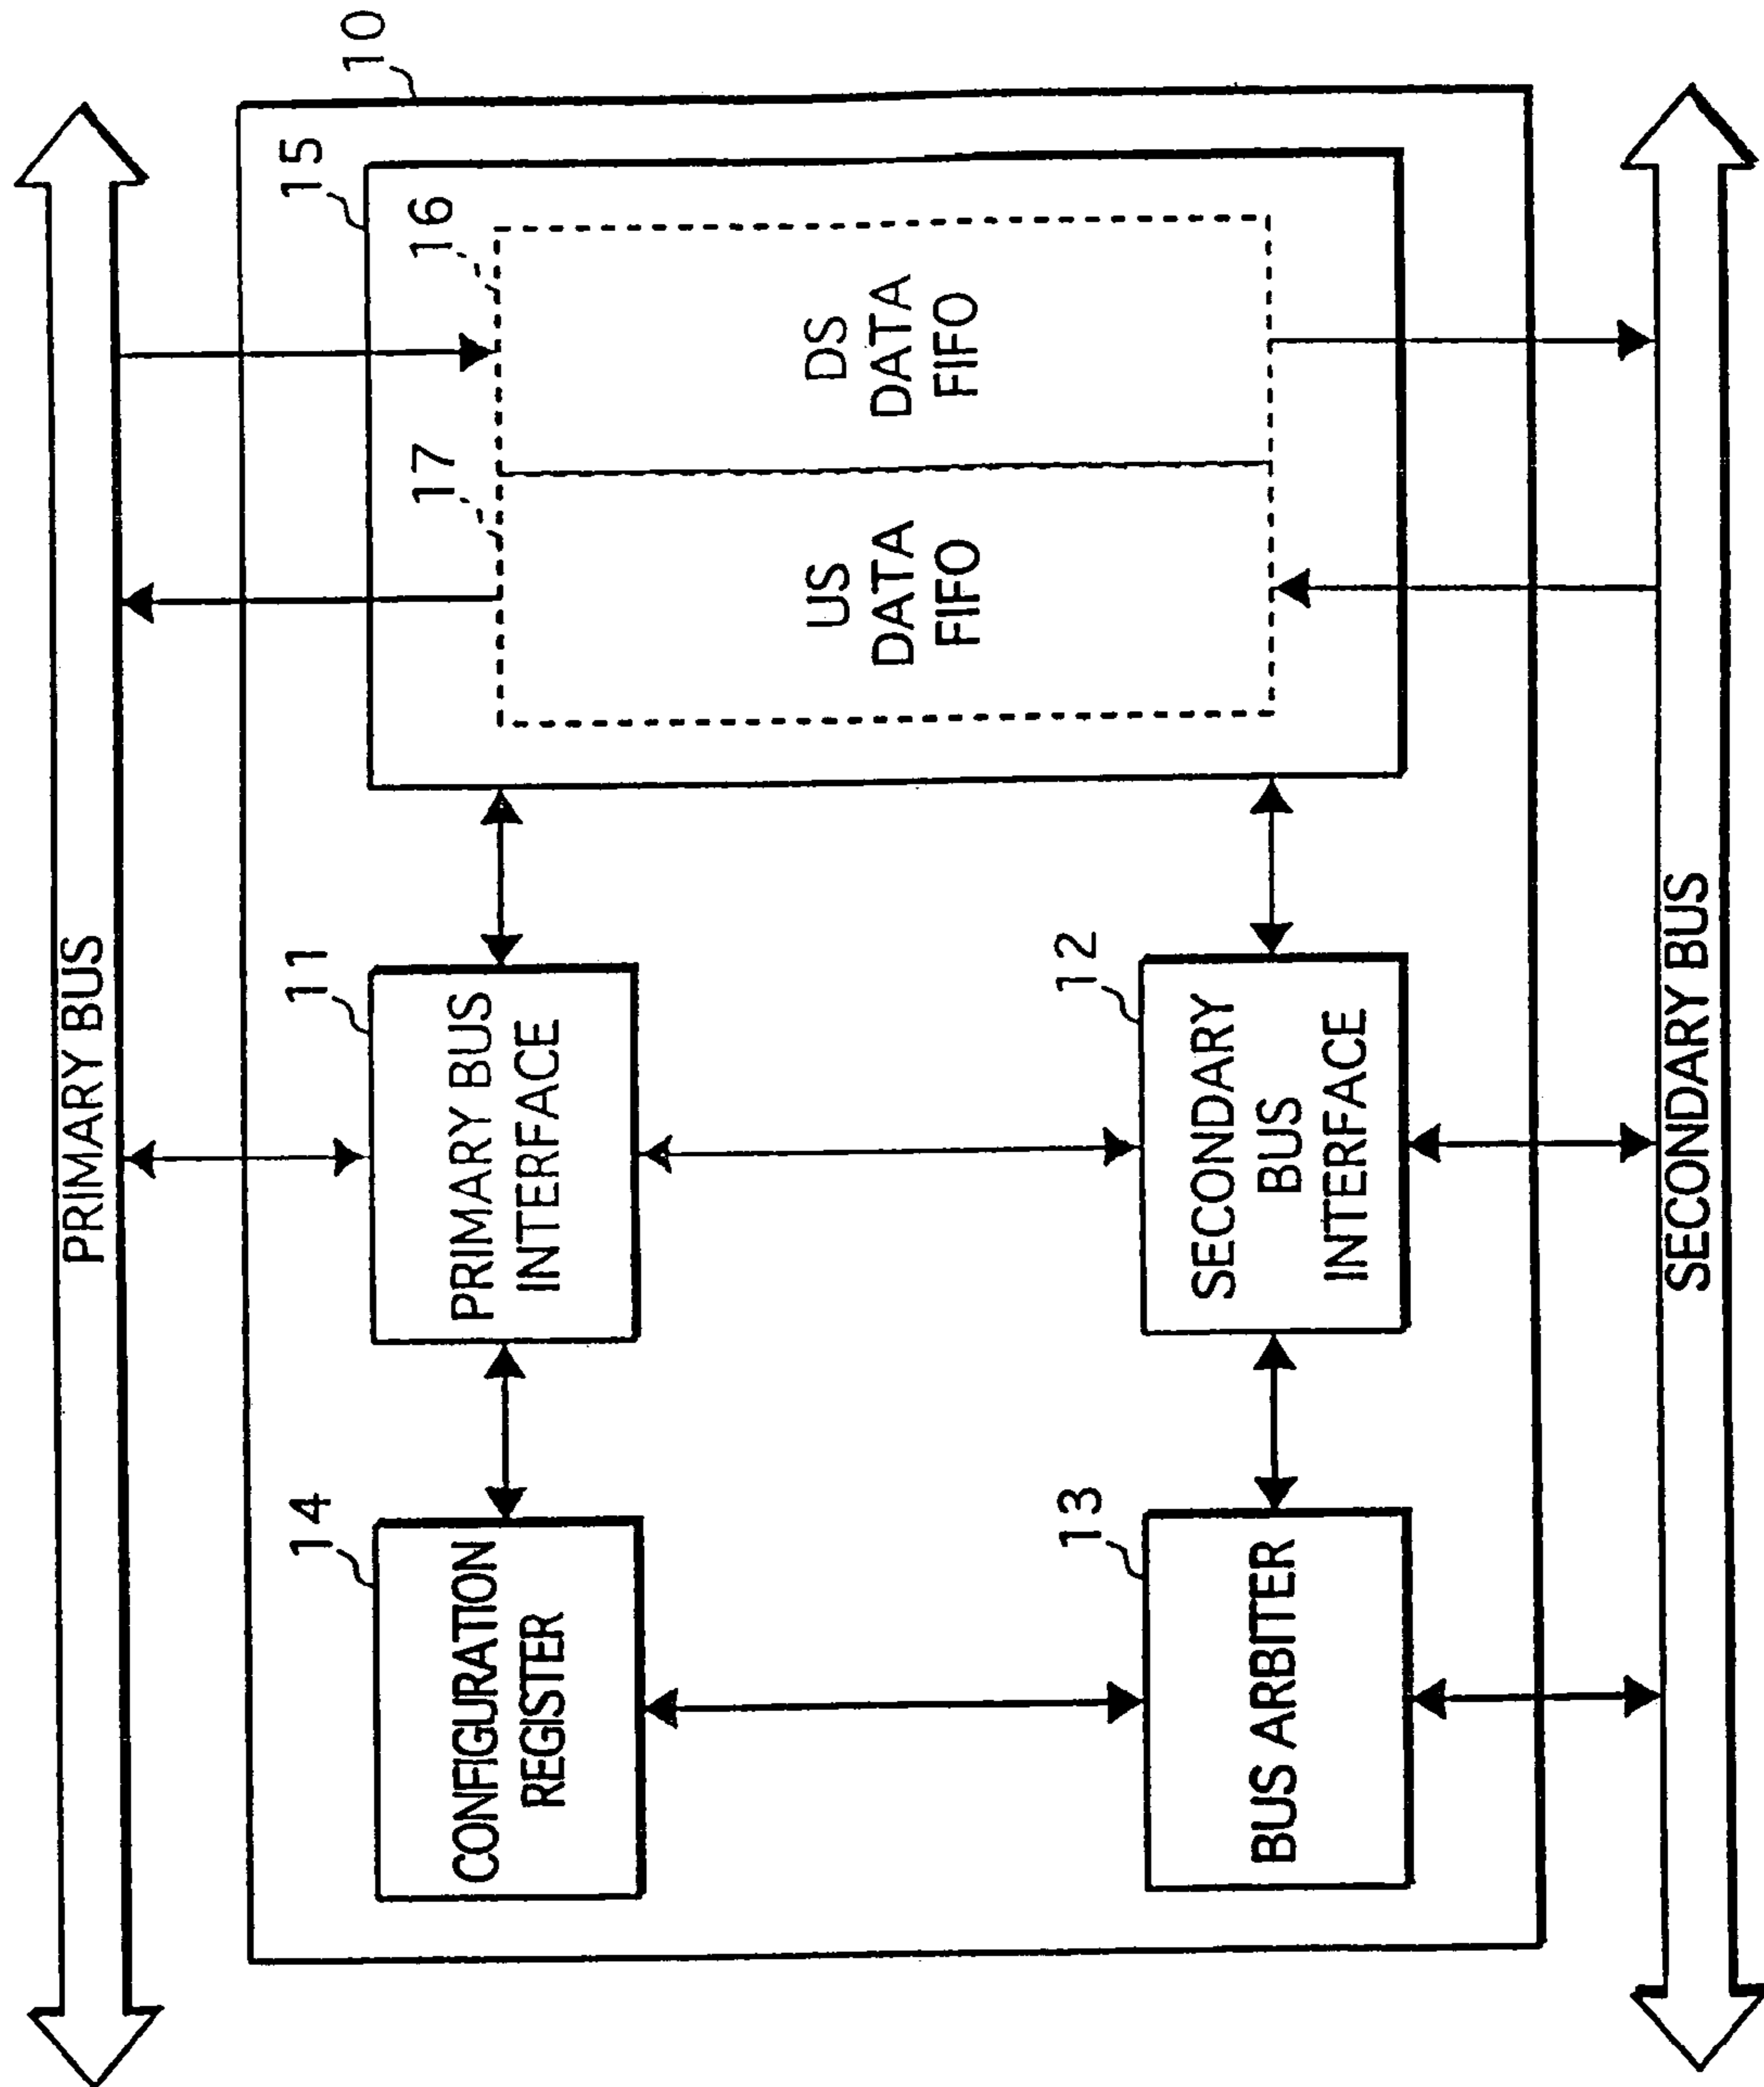 PRIMARY BUS
10
14
CONFIGURATION
REGISTER
11
PRIMARY BUS
INTERFACE
15
17
16
US
DATA
FIFO
DS
DATA
FIFO
13
BUS ARBITER
12
SECONDARY
BUS
INTERFACE
SECONDARY BUS